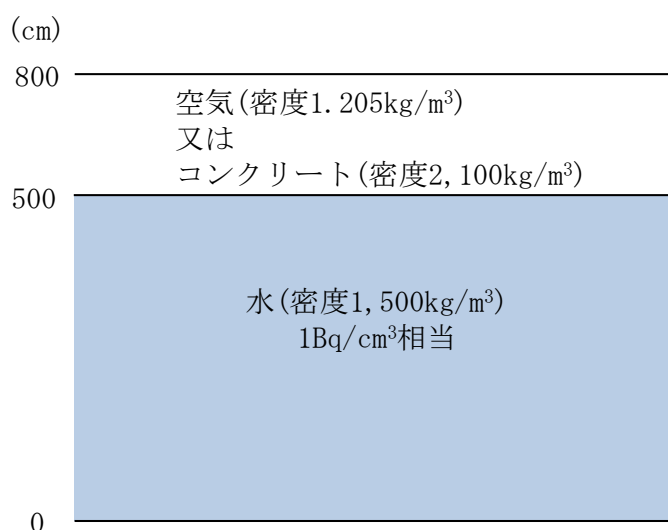 (cm)
800
空気(密度1.205kg/m³)
又は
コンクリート(密度2,100kg/m³)
500
水(密度1,500kg/m³)
1Bq/cm³相当
0